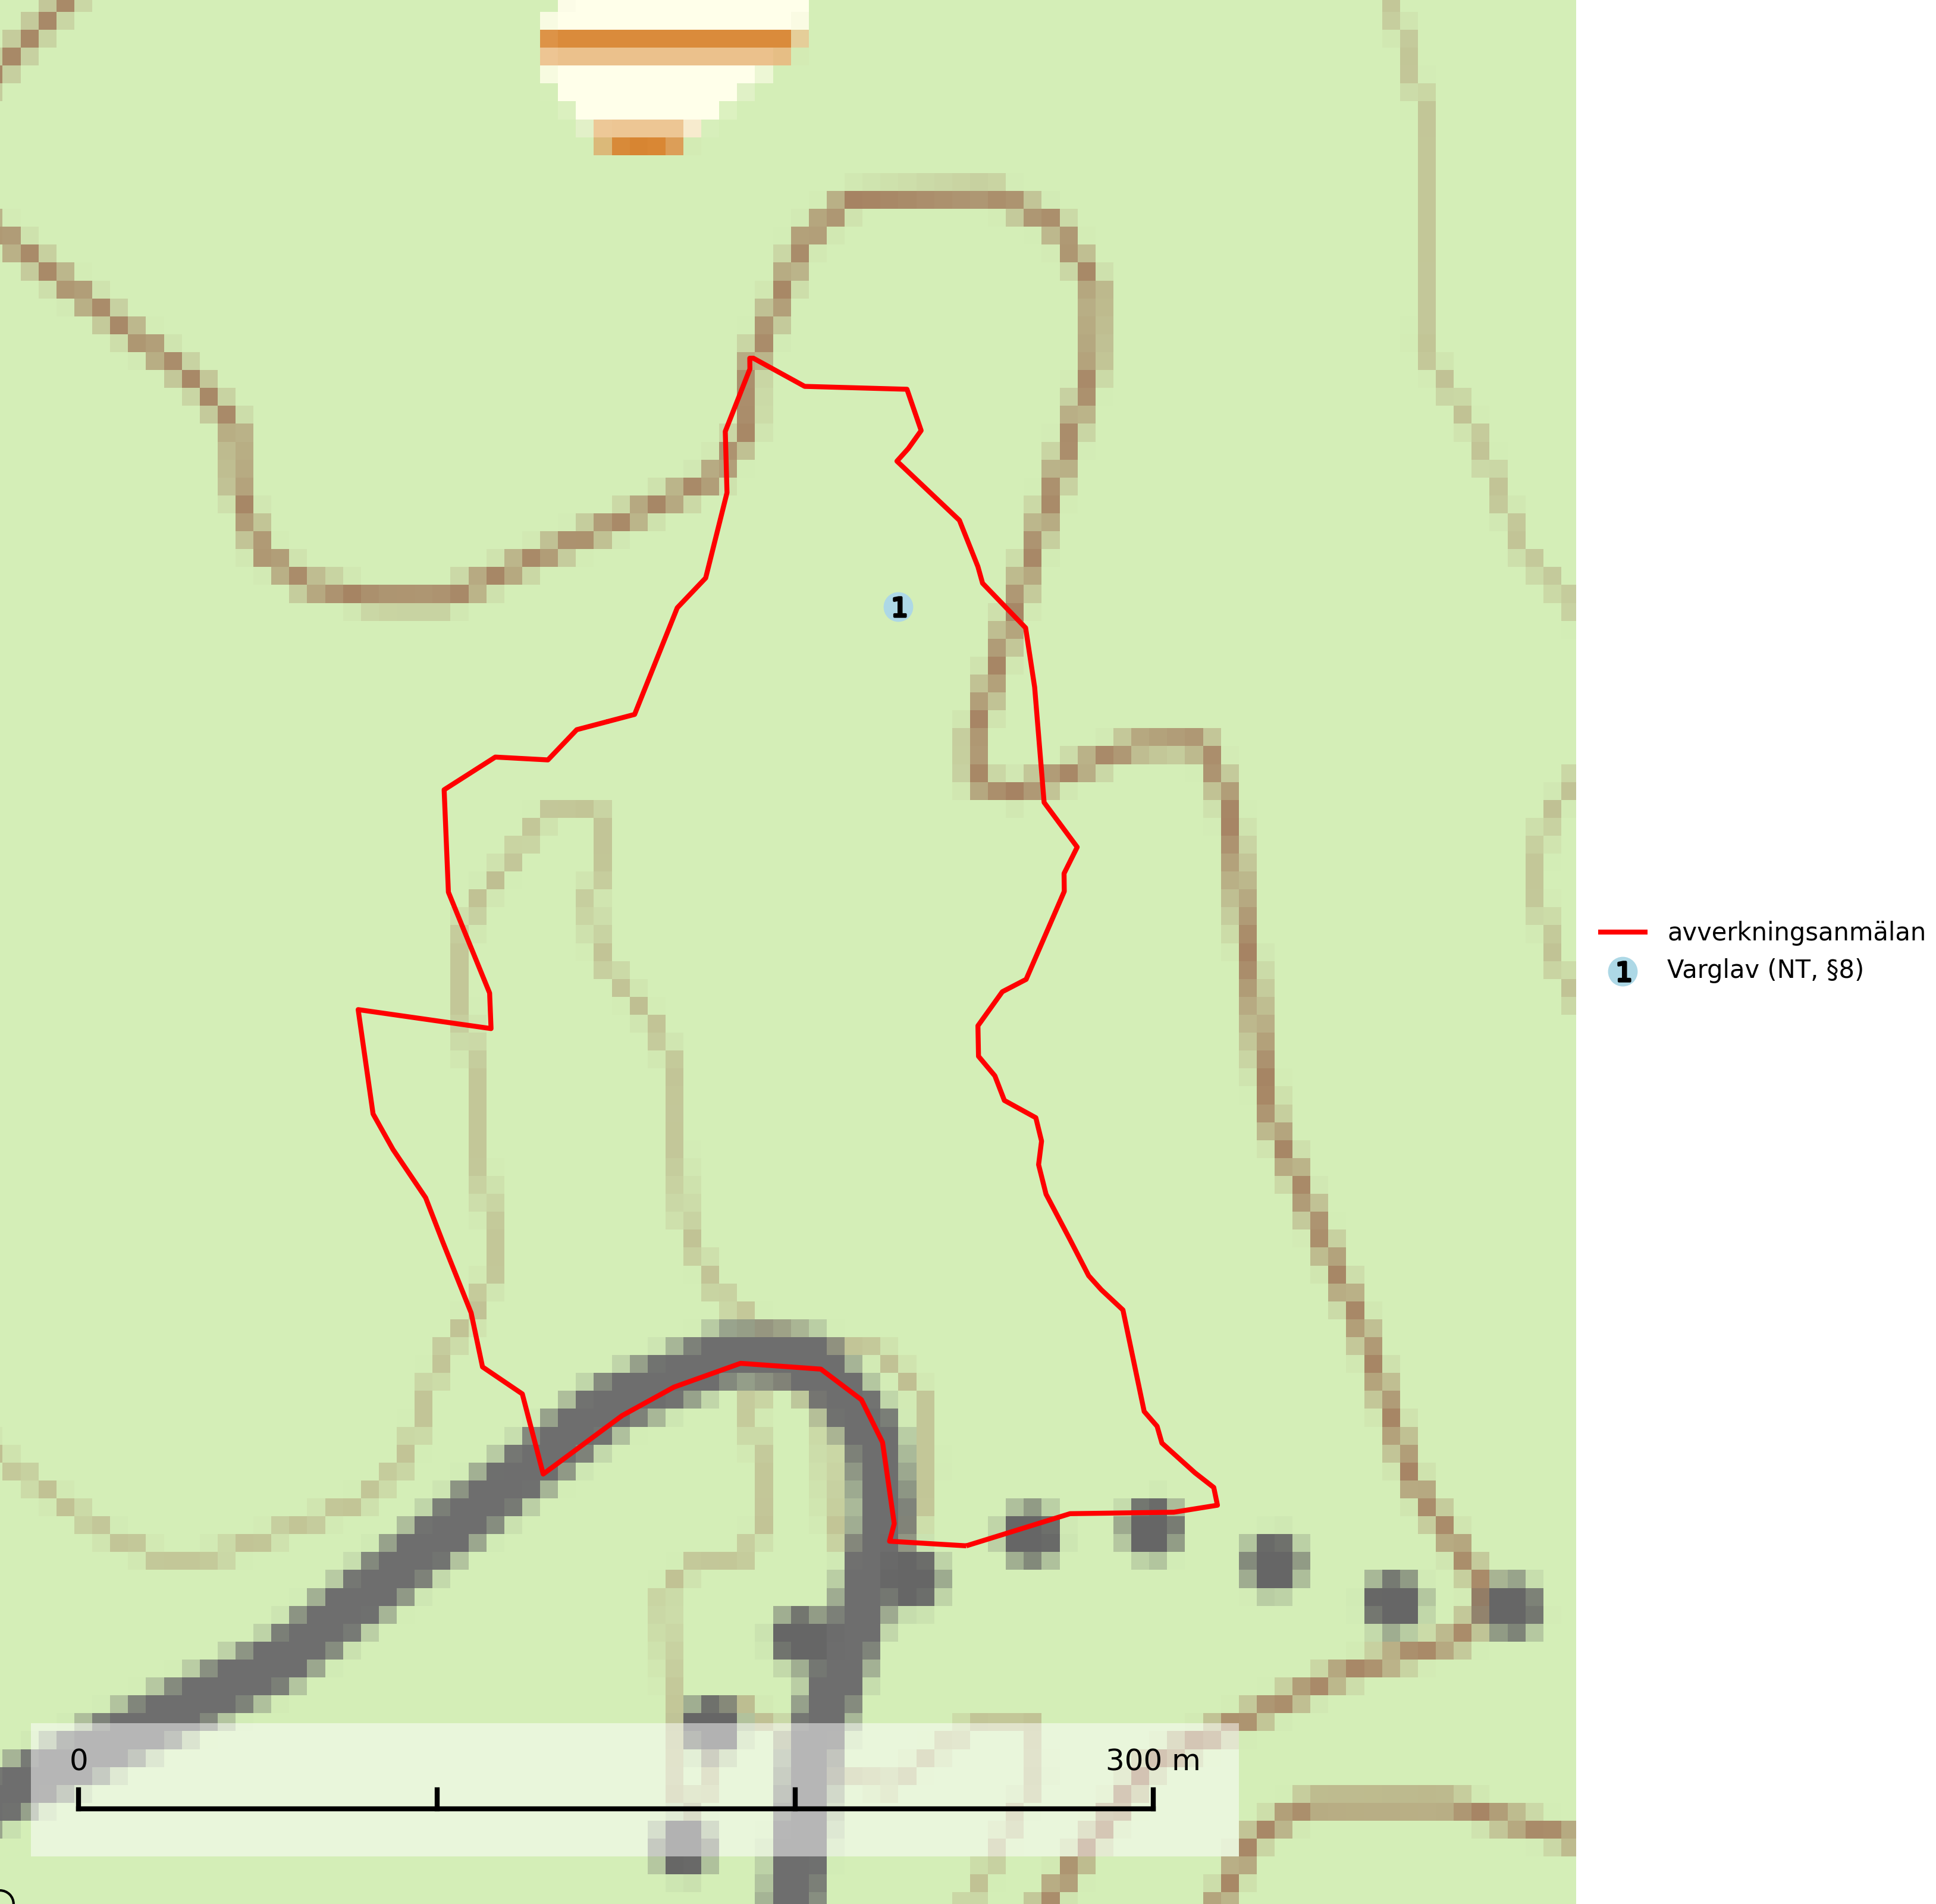 1
avverkningsanmälan
1 Varglav (NT, §8)
0 300 m